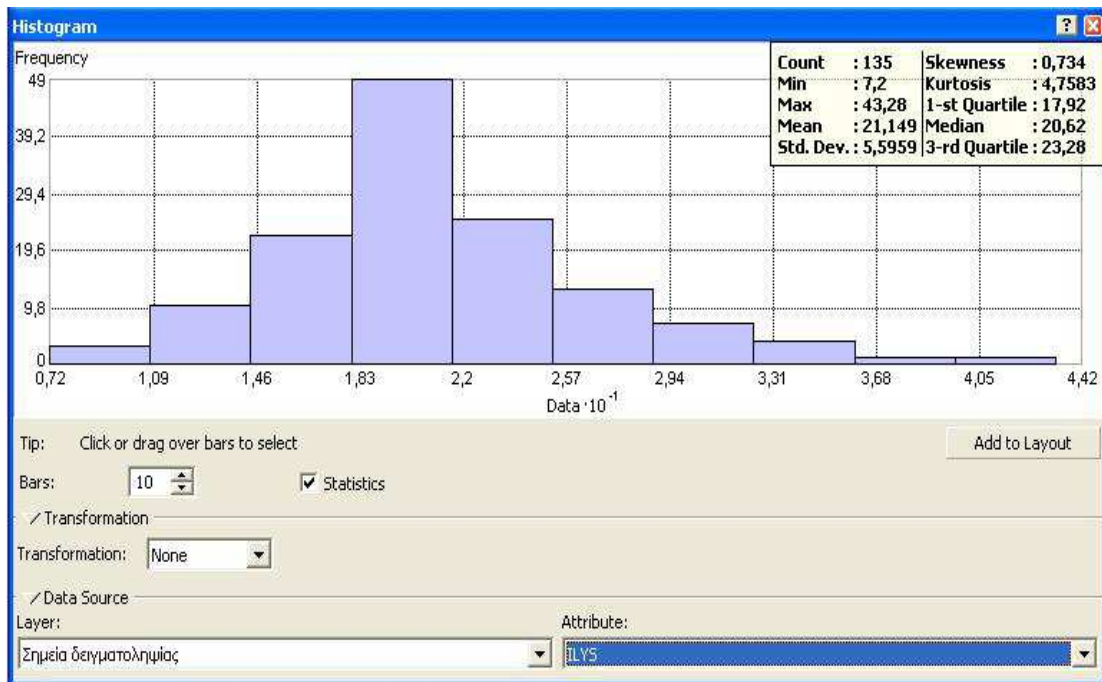 Histogram
Frequency
Count : 135 Skewness : 0,734
Min : 7,2 Kurtosis : 4,7583
Max : 43,28 1-st Quartile : 17,92
Mean : 21,149 Median : 20,62
Std. Dev. : 5,5959 3-rd Quartile : 23,28
49
39,2
29,4
19,6
9,8
0
0,72 1,09 1,46 1,83 2,2 2,57 2,94 3,31 3,68 4,05 4,42
Data ·10⁻¹
Tip: Click or drag over bars to select Add to Layout
Bars: 10 Statistics
Transformation
Transformation: None
Data Source
Layer: Attribute:
Σημεία δειγματοληψίας ILYS